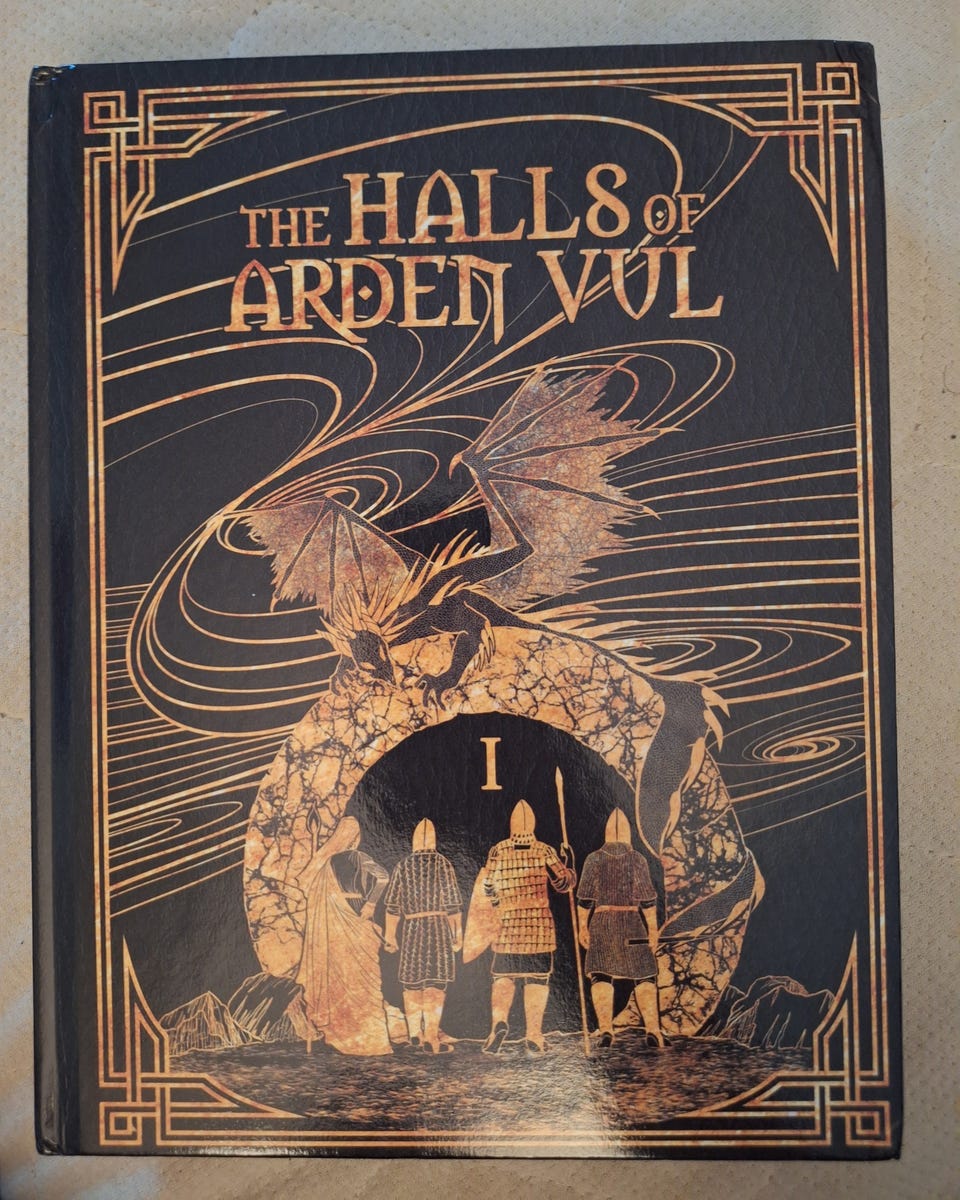 THE HALLS OF
ARDEN VUL
I